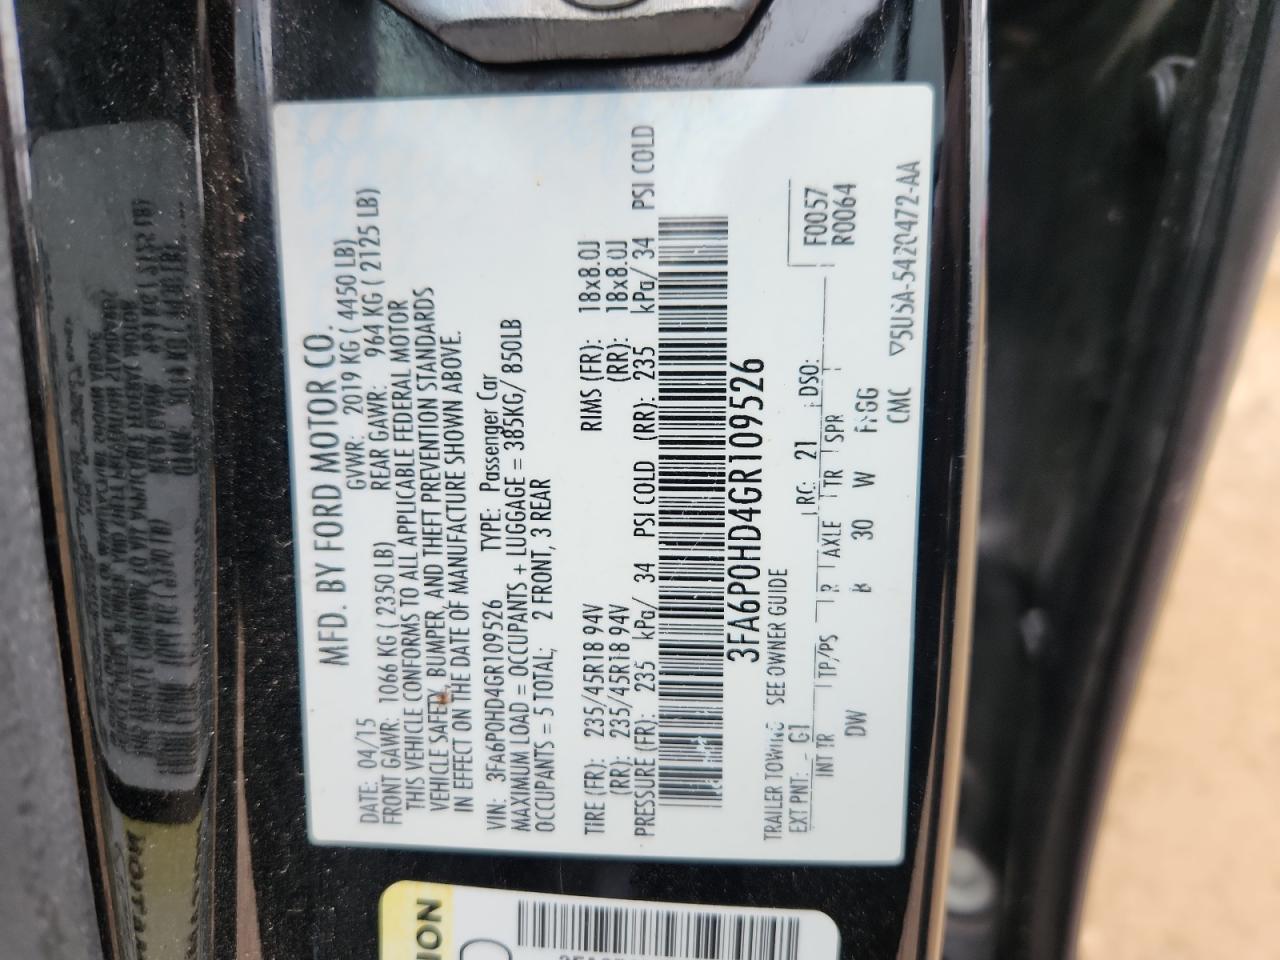 MFD. BY FORD MOTOR CO.
DATE: 04/15 GVWR: 2019 KG ( 4450 LB)
FRONT GAWR: 1066 KG ( 2350 LB) REAR GAWR: 964 KG ( 2125 LB)
THIS VEHICLE CONFORMS TO ALL APPLICABLE FEDERAL MOTOR
VEHICLE SAFETY, BUMPER, AND THEFT PREVENTION STANDARDS
IN EFFECT ON THE DATE OF MANUFACTURE SHOWN ABOVE.
VIN: 3FA6P0HD4GR109526 TYPE: Passenger Car
MAXIMUM LOAD = OCCUPANTS + LUGGAGE = 385KG/ 850LB
OCCUPANTS = 5 TOTAL; 2 FRONT, 3 REAR
TIRE (FR): 235/45R18 94V RIMS (FR): 18x8.0J
(RR): 235/45R18 94V (RR): 18x8.0J
PRESSURE (FR): 235 kPa/ 34 PSI COLD (RR): 235 kPa/ 34 PSI COLD
3FA6P0HD4GR109526
TRAILER TOWING SEE OWNER GUIDE
EXT PNT: G1 RC: 21 DSO: F0057
INT TR TP/PS R AXLE TR SPR R0064
DW 30 W
CMC 
ION